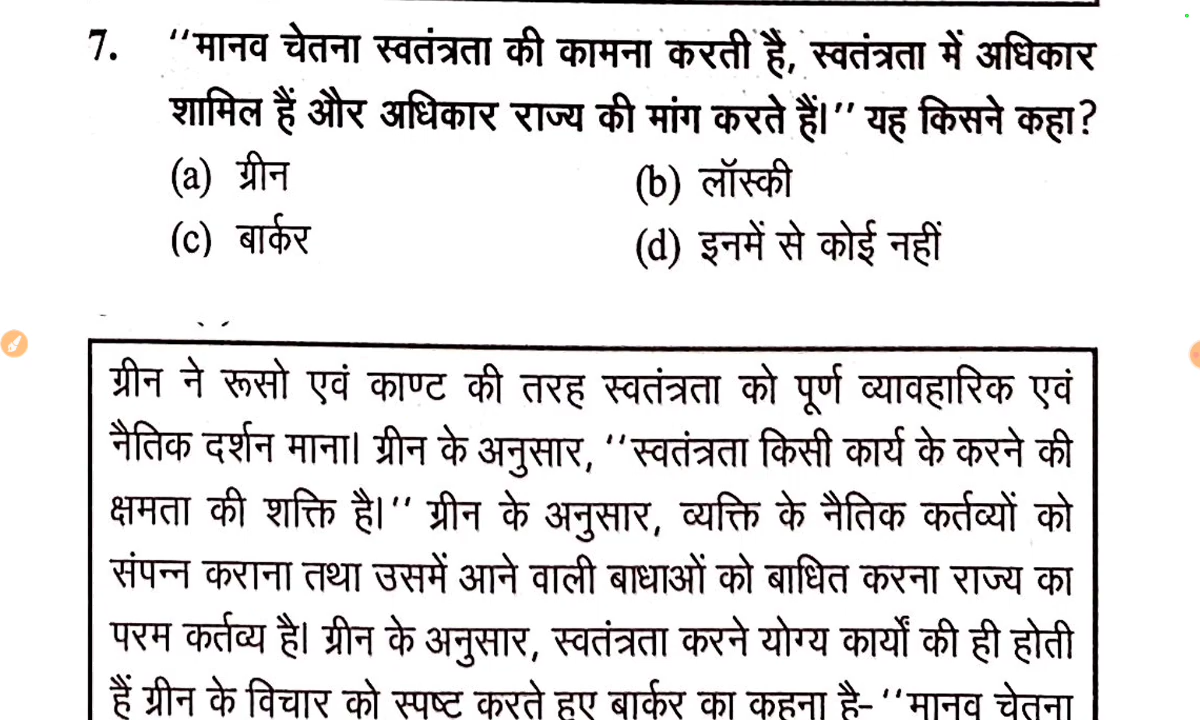 7. ‘‘मानव चेतना स्वतंत्रता की कामना करती है, स्वतंत्रता में अधिकार
शामिल हैं और अधिकार राज्य की मांग करते हैं।’’ यह किसने कहा?
(a) ग्रीन (b) लॉस्की
(c) बार्कर (d) इनमें से कोई नहीं
ग्रीन ने रूसो एवं काण्ट की तरह स्वतंत्रता को पूर्ण व्यावहारिक एवं
नैतिक दर्शन माना। ग्रीन के अनुसार, ‘‘स्वतंत्रता किसी कार्य के करने की
क्षमता की शक्ति है।’’ ग्रीन के अनुसार, व्यक्ति के नैतिक कर्तव्यों को
संपन्न कराना तथा उसमें आने वाली बाधाओं को बाधित करना राज्य का
परम कर्तव्य है। ग्रीन के अनुसार, स्वतंत्रता करने योग्य कार्यों की ही होती
हैं ग्रीन के विचार को स्पष्ट करते हुए बार्कर का कहना है- ‘‘मानव चेतना